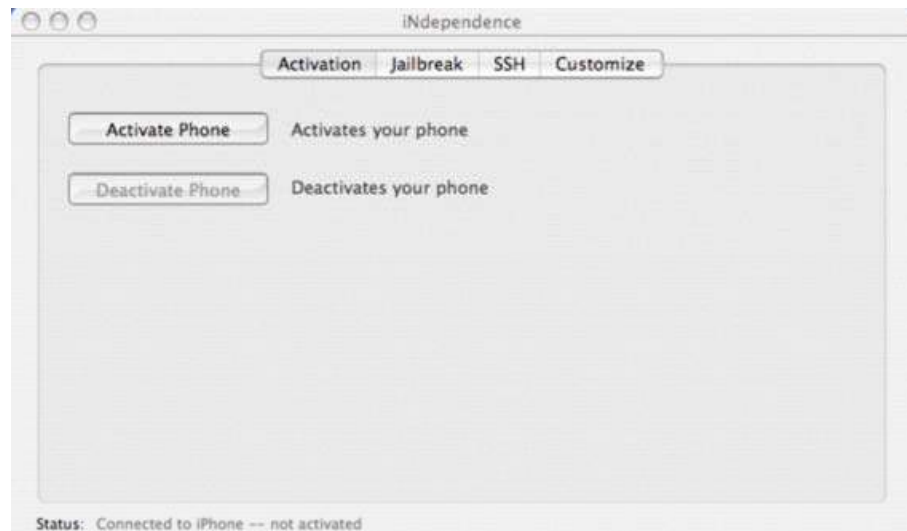 iNdependence
Activation Jailbreak SSH Customize
Activate Phone Activates your phone
Deactivate Phone Deactivates your phone
Status: Connected to iPhone -- not activated